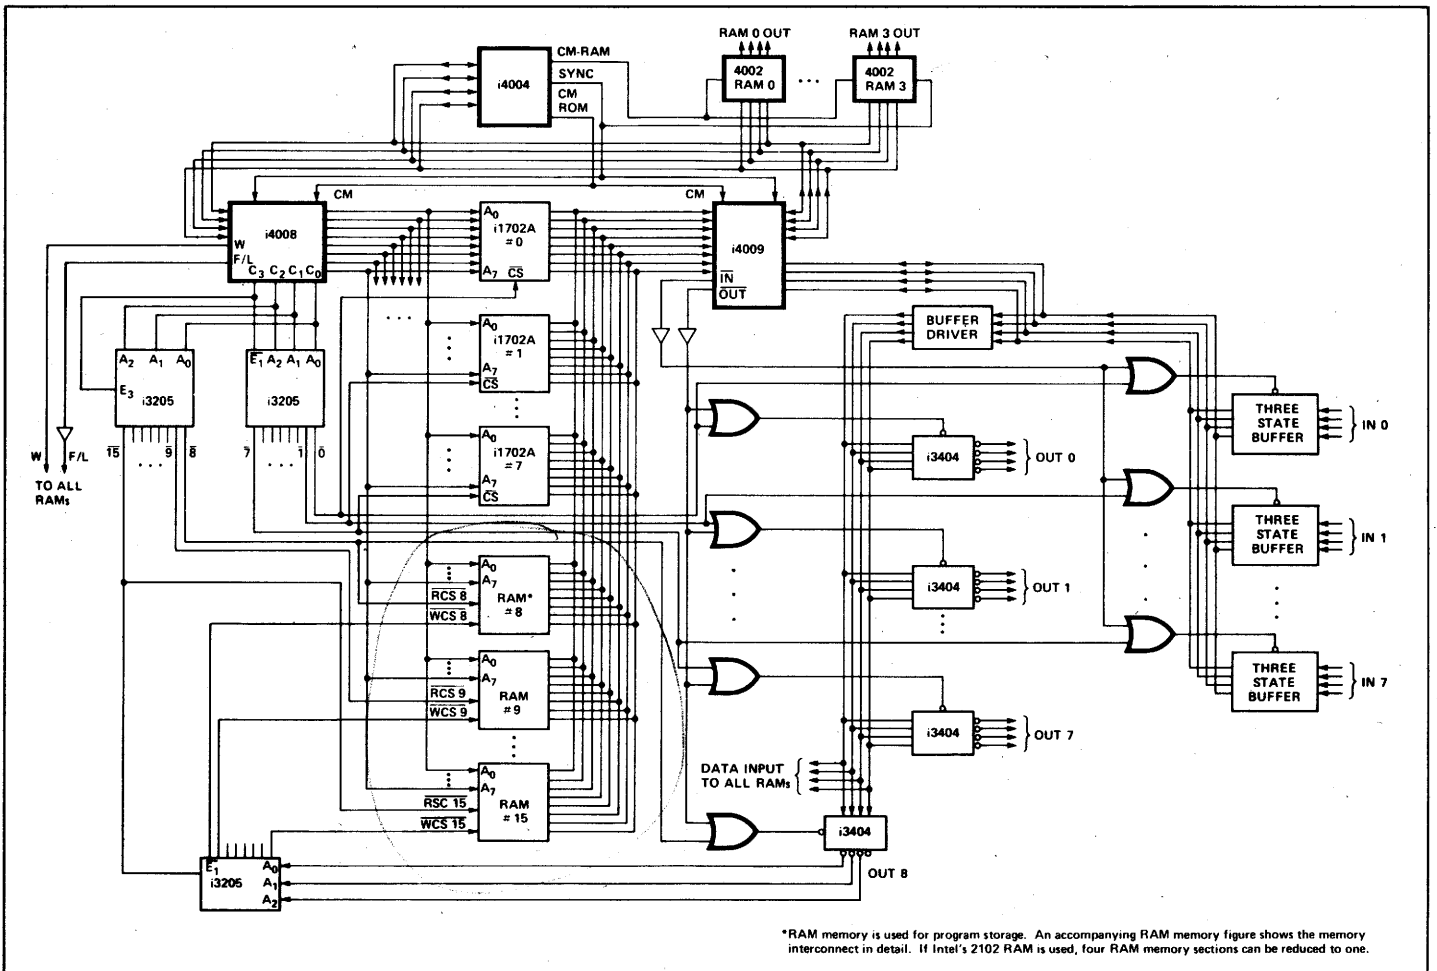 RAM 0 OUT
RAM 3 OUT
CM-RAM
SYNC
CM
ROM
i4004
4002
RAM 0
...
4002
RAM 3
CM
CM
i4008
W
F/L
C3 C2 C1 C0
A0
i1702A
#0
A7 CS
i4009
IN
OUT
BUFFER
DRIVER
A0
i1702A
#1
A7
CS
A2 A1 A0
E3
i3205
E1 A2 A1 A0
i3205
15 ... 9 8
7 ... 1 0
W F/L
TO ALL
RAMs
A0
i1702A
#7
A7
CS
THREE
STATE
BUFFER
IN 0
i3404
OUT 0
THREE
STATE
BUFFER
IN 1
A0
A7
RCS 8
RAM*
#8
WCS 8
i3404
OUT 1
A0
A7
RCS 9
RAM
#9
WCS 9
THREE
STATE
BUFFER
IN 7
i3404
OUT 7
A0
A7
RSC 15
RAM
#15
WCS 15
DATA INPUT
TO ALL RAMs
i3404
OUT 8
E1 A0
i3205 A1
A2
*RAM memory is used for program storage. An accompanying RAM memory figure shows the memory
interconnect in detail. If Intel's 2102 RAM is used, four RAM memory sections can be reduced to one.